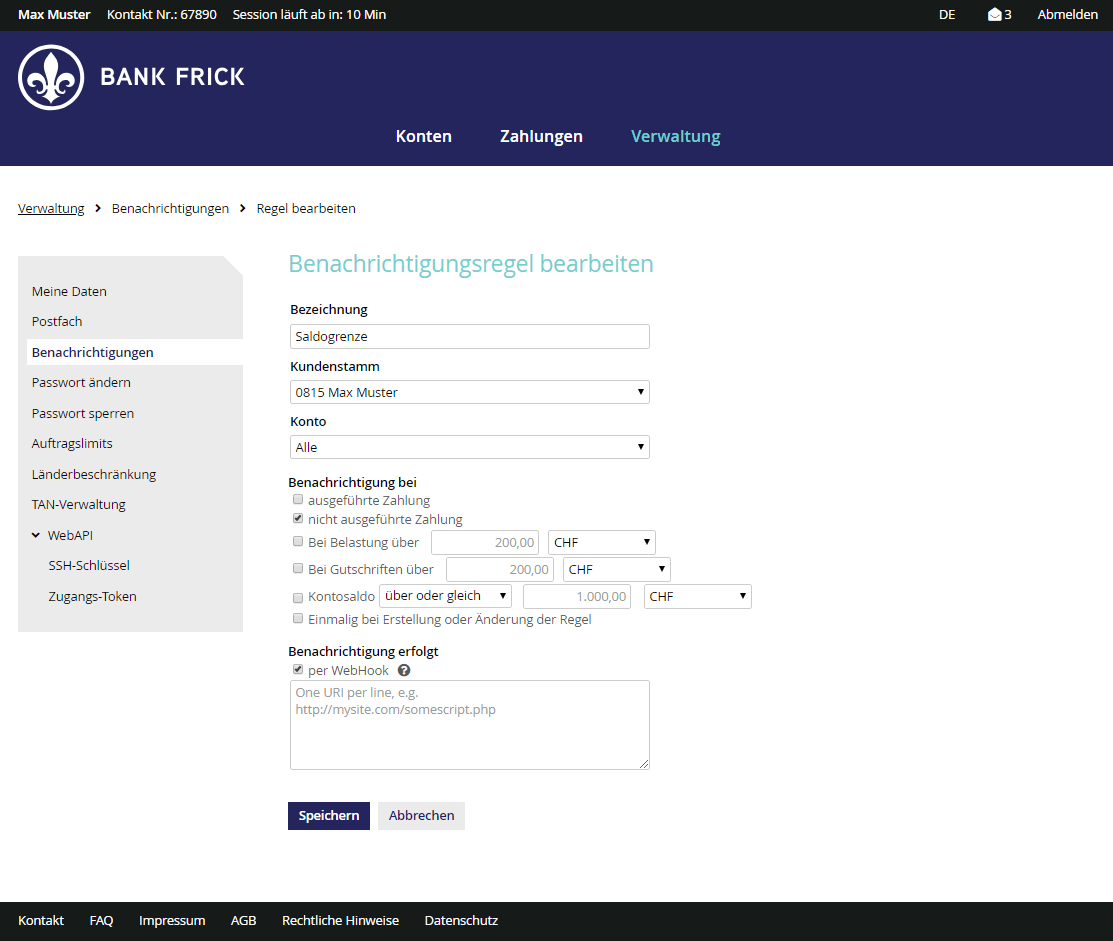 Max Muster Kontakt Nr.: 67890 Session läuft ab in: 10 Min DE 3 Abmelden
BANK FRICK
Konten Zahlungen Verwaltung
Verwaltung Benachrichtigungen Regel bearbeiten
Meine Daten
Postfach
Benachrichtigungen
Passwort ändern
Passwort sperren
Auftragslimits
Länderbeschränkung
TAN-Verwaltung
WebAPI
SSH-Schlüssel
Zugangs-Token
Benachrichtigungsregel bearbeiten
Bezeichnung
Saldogrenze
Kundenstamm
0815 Max Muster
Konto
Alle
Benachrichtigung bei
ausgeführte Zahlung
nicht ausgeführte Zahlung
Bei Belastung über 200,00 CHF
Bei Gutschriften über 200,00 CHF
Kontosaldo über oder gleich 1.000,00 CHF
Einmalig bei Erstellung oder Änderung der Regel
Benachrichtigung erfolgt
per WebHook ?
One URI per line, e.g.
http://mysite.com/somescript.php
Speichern Abbrechen
Kontakt FAQ Impressum AGB Rechtliche Hinweise Datenschutz